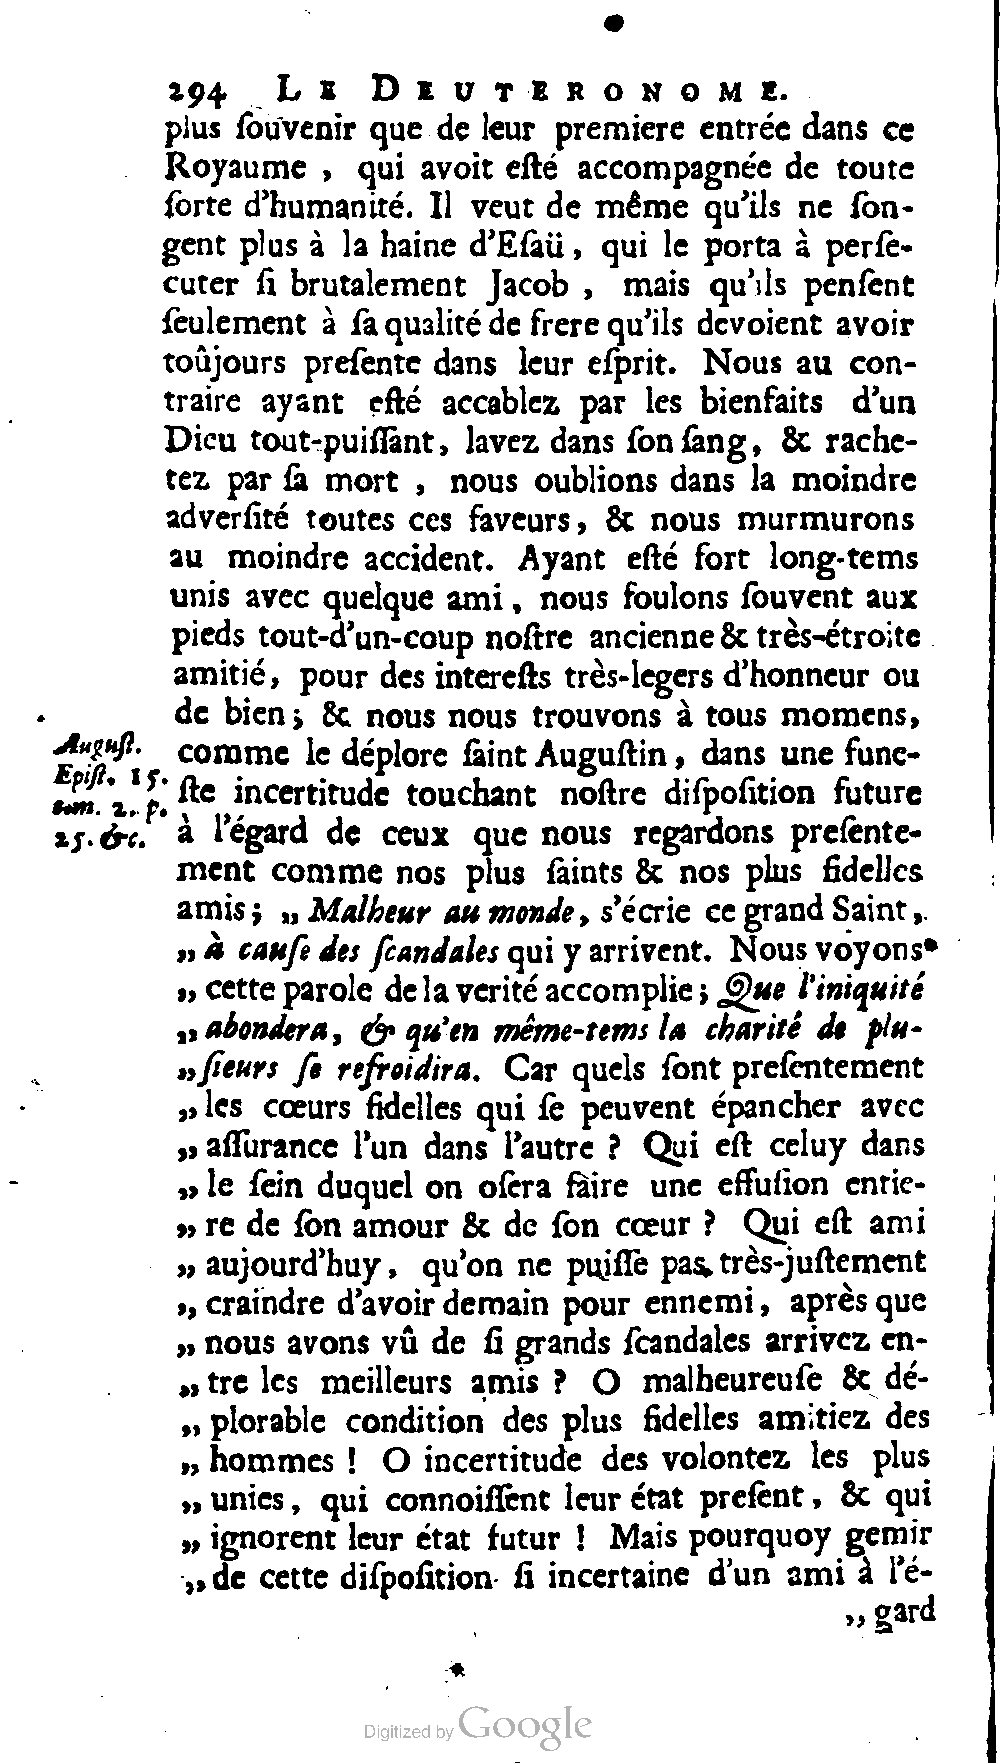 294 LE DEUTERONOME.
plus ſouvenir que de leur premiere entrée dans ce
Royaume , qui avoit eſté accompagnée de toute
ſorte d'humanité. Il veut de même qu'ils ne ſon-
gent plus à la haine d'Eſaü, qui le porta à perſe-
cuter ſi brutalement Jacob , mais qu'ils penſent
ſeulement à ſa qualité de frere qu'ils devoient avoir
toûjours preſente dans leur eſprit. Nous au con-
traire ayant eſté accablez par les bienfaits d'un
Dieu tout-puiſſant, lavez dans ſon ſang, & rache-
tez par ſa mort , nous oublions dans la moindre
adverſité toutes ces faveurs, & nous murmurons
au moindre accident. Ayant eſté fort long-tems
unis avec quelque ami, nous foulons ſouvent aux
pieds tout-d'un-coup noſtre ancienne & très-étroite
amitié, pour des intereſts très-legers d'honneur ou
de bien; & nous nous trouvons à tous momens,
Auguſt.
Epiſt. 15.
tom. 2. p.
25. &c.
comme le déplore ſaint Auguſtin, dans une fune-
ſte incertitude touchant noſtre diſpoſition future
à l'égard de ceux que nous regardons preſente-
ment comme nos plus ſaints & nos plus fidelles
amis; „ Malheur au monde, s'écrie ce grand Saint,
„ à cauſe des ſcandales qui y arrivent. Nous voyons
„ cette parole de la verité accomplie; Que l'iniquité
„ abondera, & qu'en même-tems la charité de plu-
„ ſieurs ſe refroidira. Car quels ſont preſentement
„ les cœurs fidelles qui ſe peuvent épancher avec
„ aſſurance l'un dans l'autre ? Qui eſt celuy dans
„ le ſein duquel on oſera faire une effuſion entie-
„ re de ſon amour & de ſon cœur ? Qui eſt ami
„ aujourd'huy, qu'on ne puiſſe pas très-juſtement
„ craindre d'avoir demain pour ennemi, après que
„ nous avons vû de ſi grands ſcandales arrivez en-
„ tre les meilleurs amis ? O malheureuſe & dé-
„ plorable condition des plus fidelles amitiez des
„ hommes ! O incertitude des volontez les plus
„ unies, qui connoiſſent leur état preſent, & qui
„ ignorent leur état futur ! Mais pourquoy gemir
„ de cette diſpoſition ſi incertaine d'un ami à l'é-
„ gard
Digitized by Google